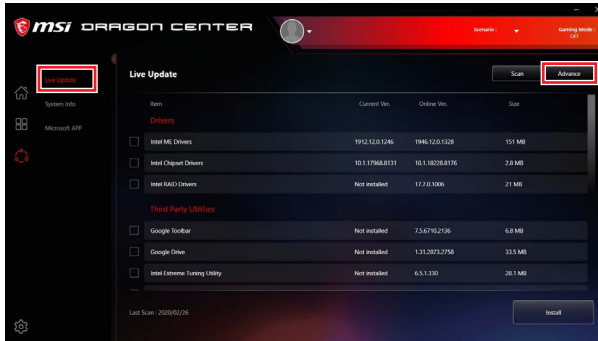 msi DRAGON CENTER
Scenario :
Gaming Mode :
OFF
Live Update
System Info
Microsoft APP
Live Update
Scan
Advance
Item Current Ver. Online Ver. Size
Drivers
Intel ME Drivers 1912.12.0.1246 1946.12.0.1328 151 MB
Intel Chipset Drivers 10.1.17968.8131 10.1.18228.8176 2.8 MB
Intel RAID Drivers Not installed 17.7.0.1006 21 MB
Third Party Utilities
Google Toolbar Not installed 7.5.6710.2136 6.8 MB
Google Drive Not installed 1.31.2873.2758 33.5 MB
Intel Extreme Tuning Utility Not installed 6.5.1.330 28.1 MB
Last Scan : 2020/02/26
Install